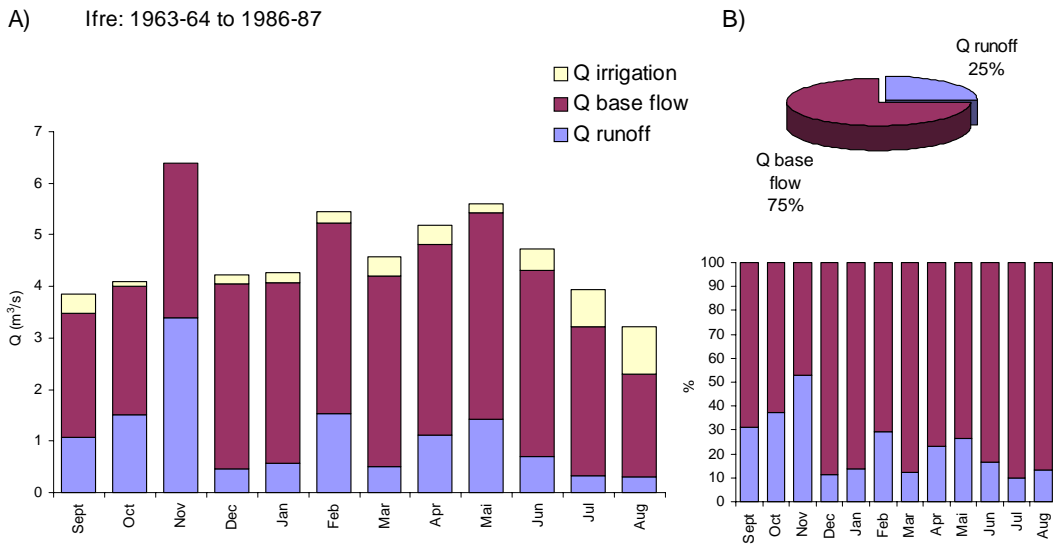 A) Ifre: 1963-64 to 1986-87
Q irrigation
Q base flow
Q runoff
Q (m³/s)
7
6
5
4
3
2
1
0
Sept Oct Nov Dec Jan Feb Mar Apr Mai Jun Jul Aug
B)
Q runoff
25%
Q base
flow
75%
%
100
90
80
70
60
50
40
30
20
10
0
Sept Oct Nov Dec Jan Feb Mar Apr Mai Jun Jul Aug